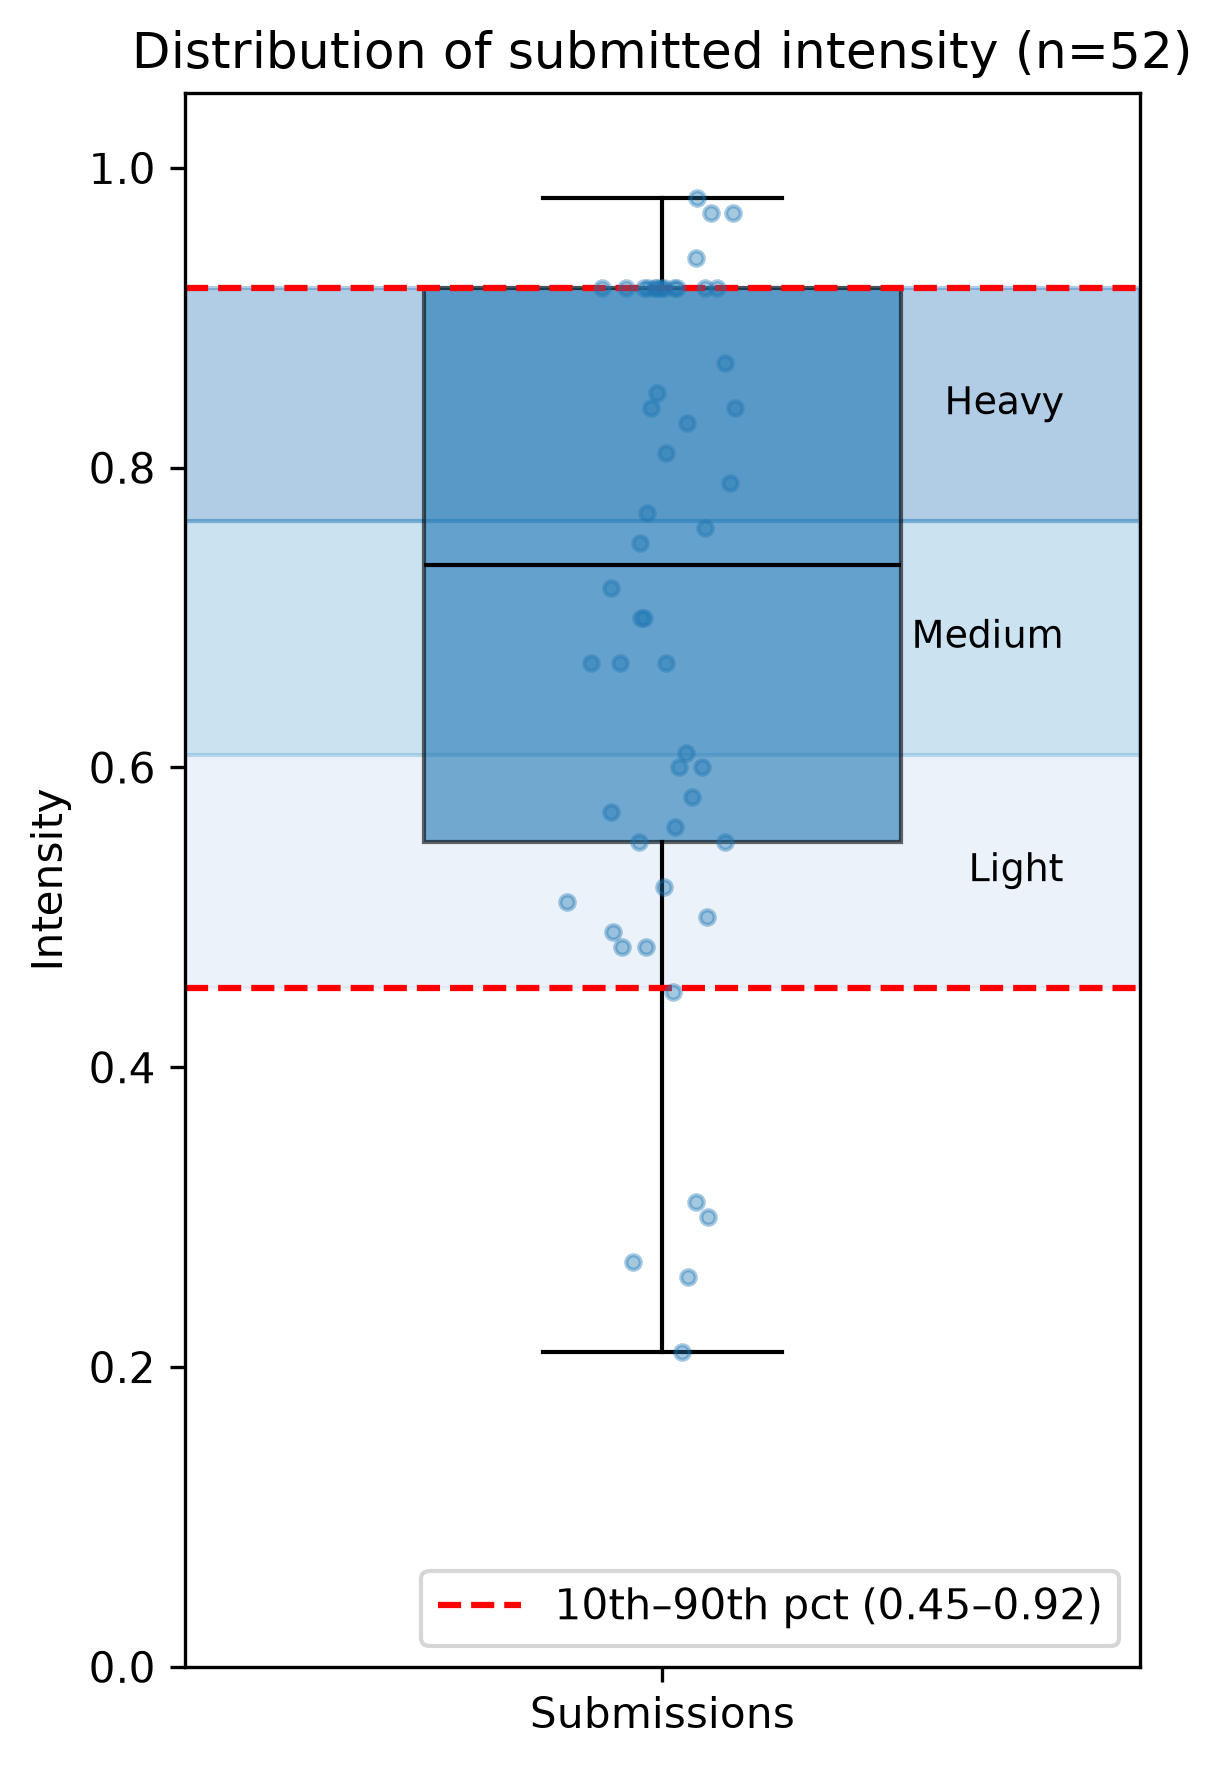 Distribution of submitted intensity (n=52)
1.0
0.8
0.6
0.4
0.2
0.0
Intensity
Heavy
Medium
Light
10th–90th pct (0.45–0.92)
Submissions